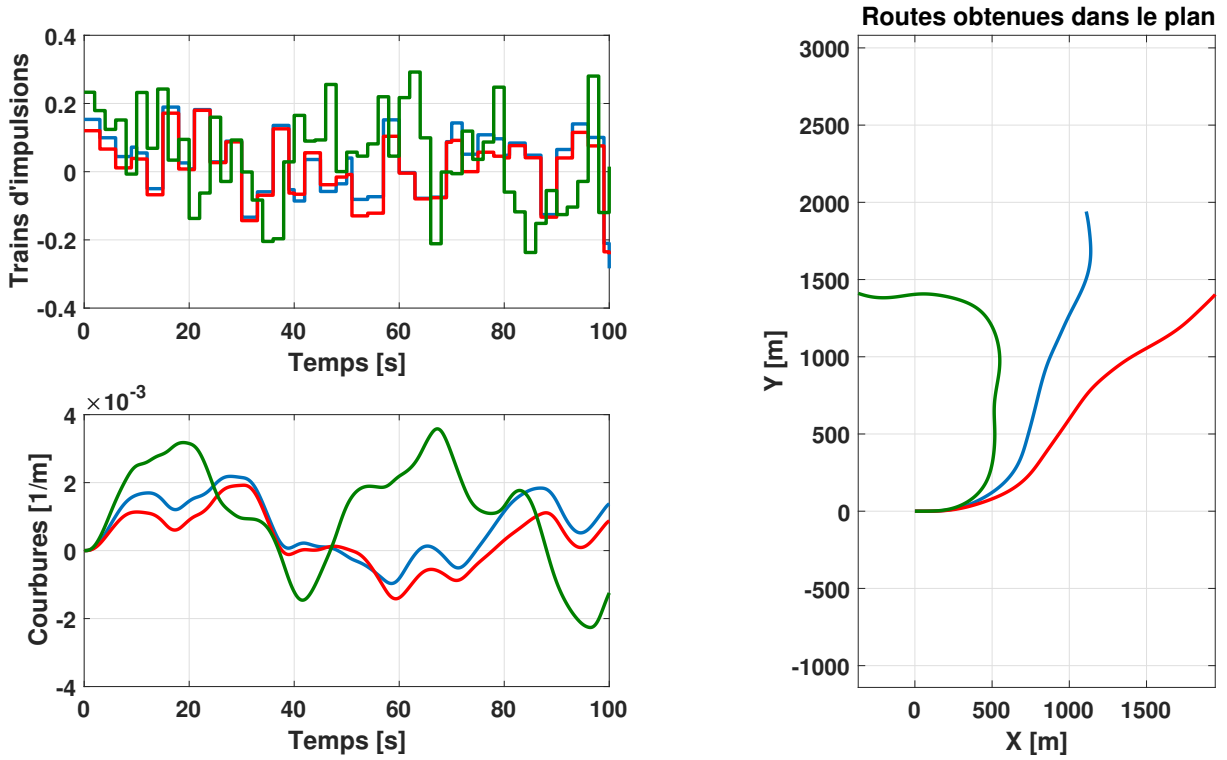 Trains d'impulsions
0.4
0.2
0
-0.2
-0.4
0 20 40 60 80 100
Temps [s]
×10⁻³
Courbures [1/m]
4
2
0
-2
-4
0 20 40 60 80 100
Temps [s]
Routes obtenues dans le plan
Y [m]
3000
2500
2000
1500
1000
500
0
-500
-1000
0 500 1000 1500
X [m]